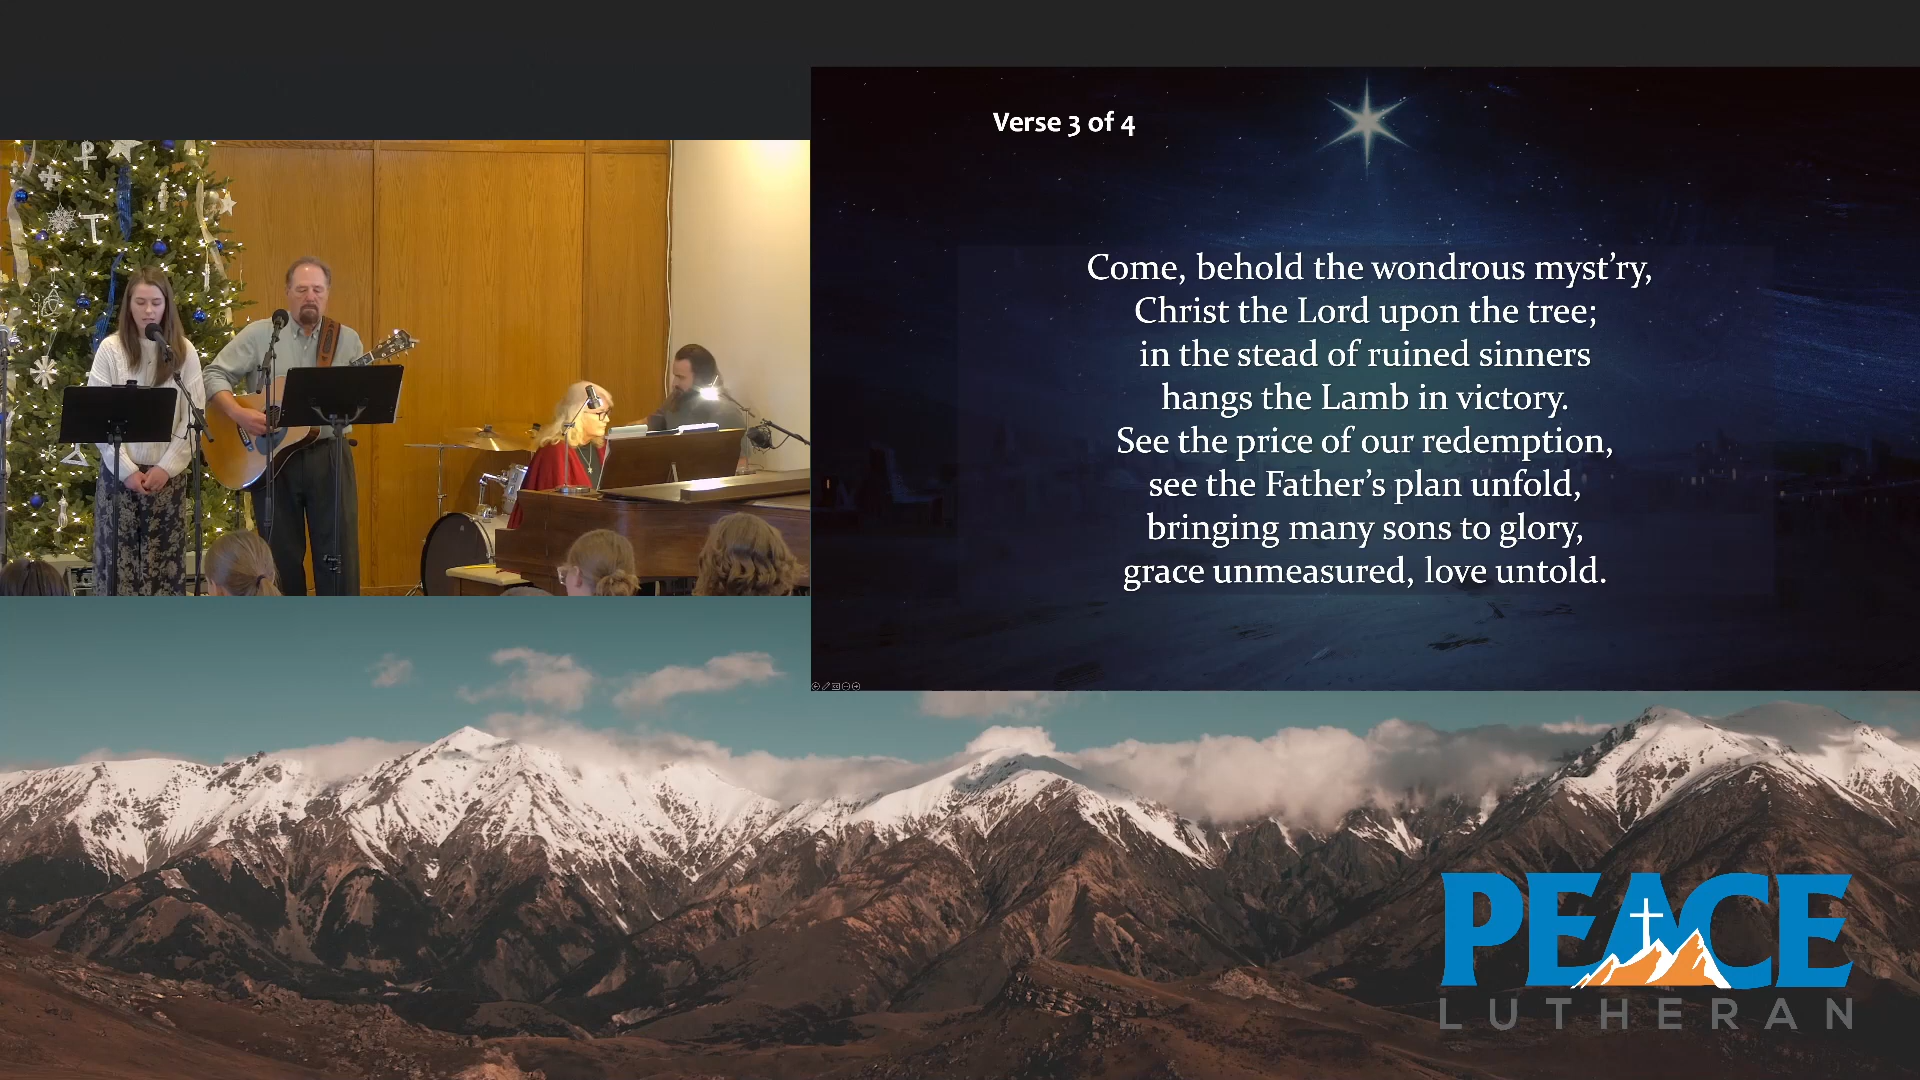 Verse 3 of 4
Come, behold the wondrous myst’ry,
Christ the Lord upon the tree;
in the stead of ruined sinners
hangs the Lamb in victory.
See the price of our redemption,
see the Father’s plan unfold,
bringing many sons to glory,
grace unmeasured, love untold.
PEACE
LUTHERAN